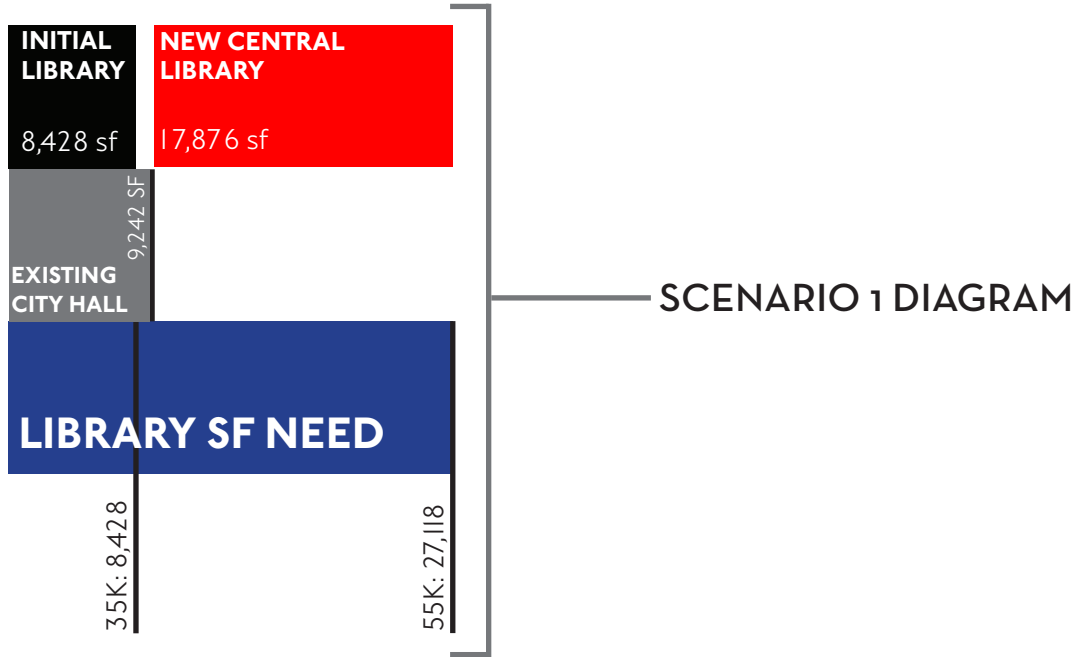 INITIAL
LIBRARY
8,428 sf
NEW CENTRAL
LIBRARY
17,876 sf
9,242 SF
EXISTING
CITY HALL
LIBRARY SF NEED
35K: 8,428
55K: 27,118
SCENARIO 1 DIAGRAM